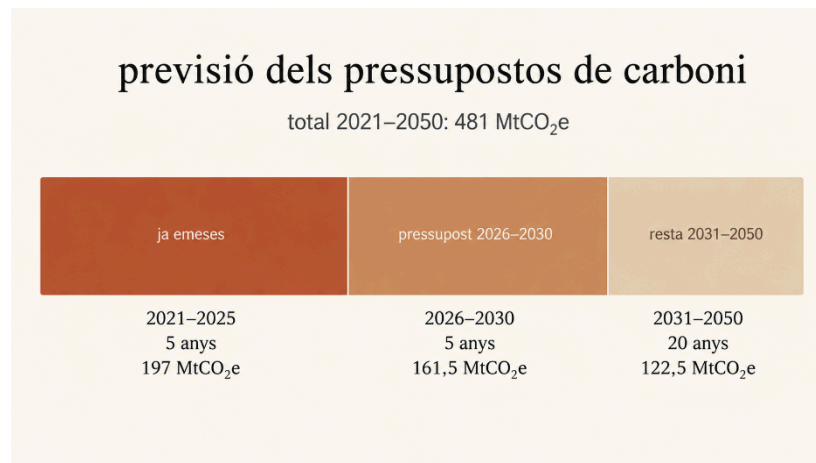 previsió dels pressupostos de carboni
total 2021–2050: 481 MtCO₂e
ja emeses
pressupost 2026–2030
resta 2031–2050
2021–2025
5 anys
197 MtCO₂e
2026–2030
5 anys
161,5 MtCO₂e
2031–2050
20 anys
122,5 MtCO₂e